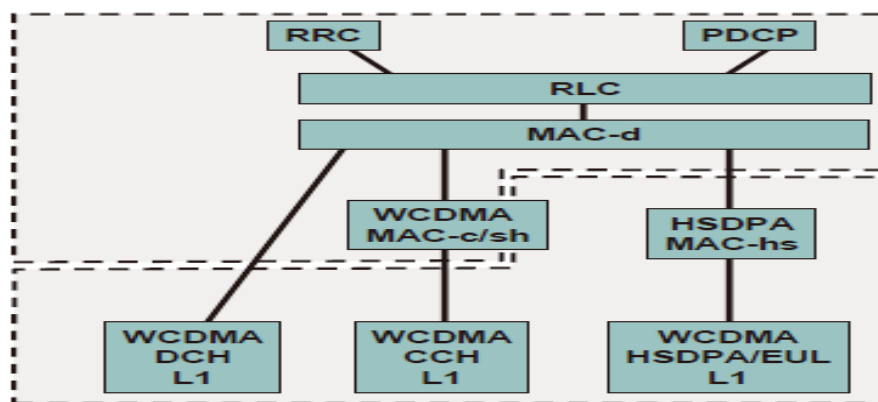 RRC
PDCP
RLC
MAC-d
WCDMA
MAC-c/sh
HSDPA
MAC-hs
WCDMA
DCH
L1
WCDMA
CCH
L1
WCDMA
HSDPA/EUL
L1